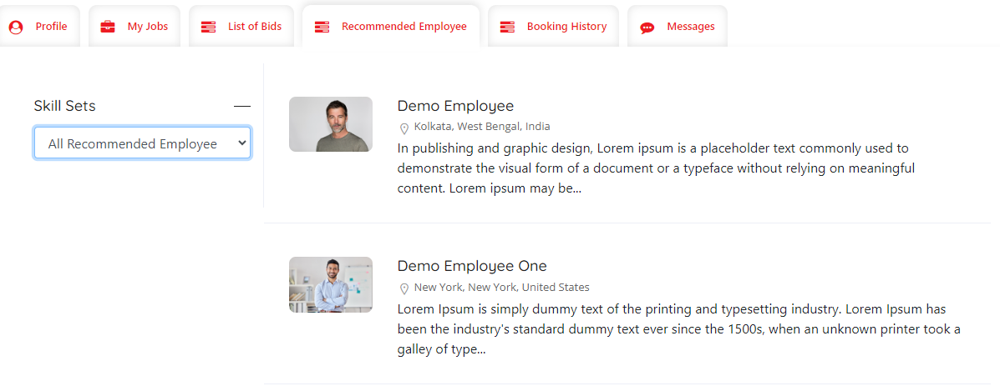 Profile
My Jobs
List of Bids
Recommended Employee
Booking History
Messages
Skill Sets
All Recommended Employee
Demo Employee
Kolkata, West Bengal, India
In publishing and graphic design, Lorem ipsum is a placeholder text commonly used to
demonstrate the visual form of a document or a typeface without relying on meaningful
content. Lorem ipsum may be...
Demo Employee One
New York, New York, United States
Lorem Ipsum is simply dummy text of the printing and typesetting industry. Lorem Ipsum has
been the industry's standard dummy text ever since the 1500s, when an unknown printer took a
galley of type...